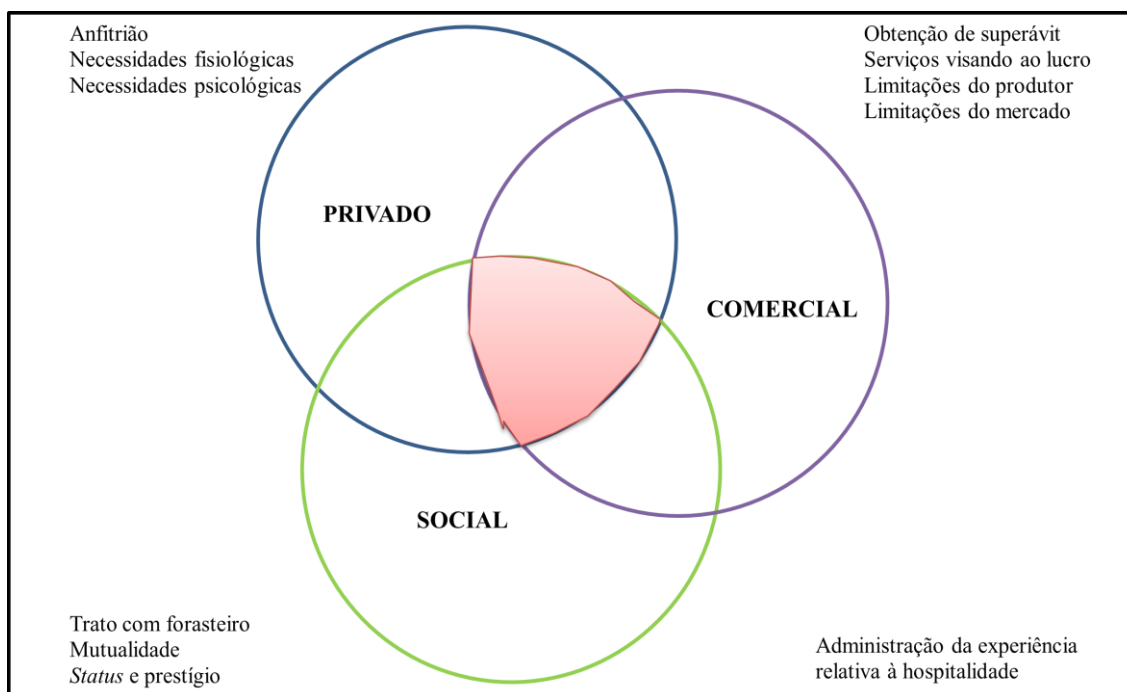 Anfitrião
Necessidades fisiológicas
Necessidades psicológicas
Obtenção de superávit
Serviços visando ao lucro
Limitações do produtor
Limitações do mercado
PRIVADO
COMERCIAL
SOCIAL
Trato com forasteiro
Mutualidade
Status e prestígio
Administração da experiência
relativa à hospitalidade